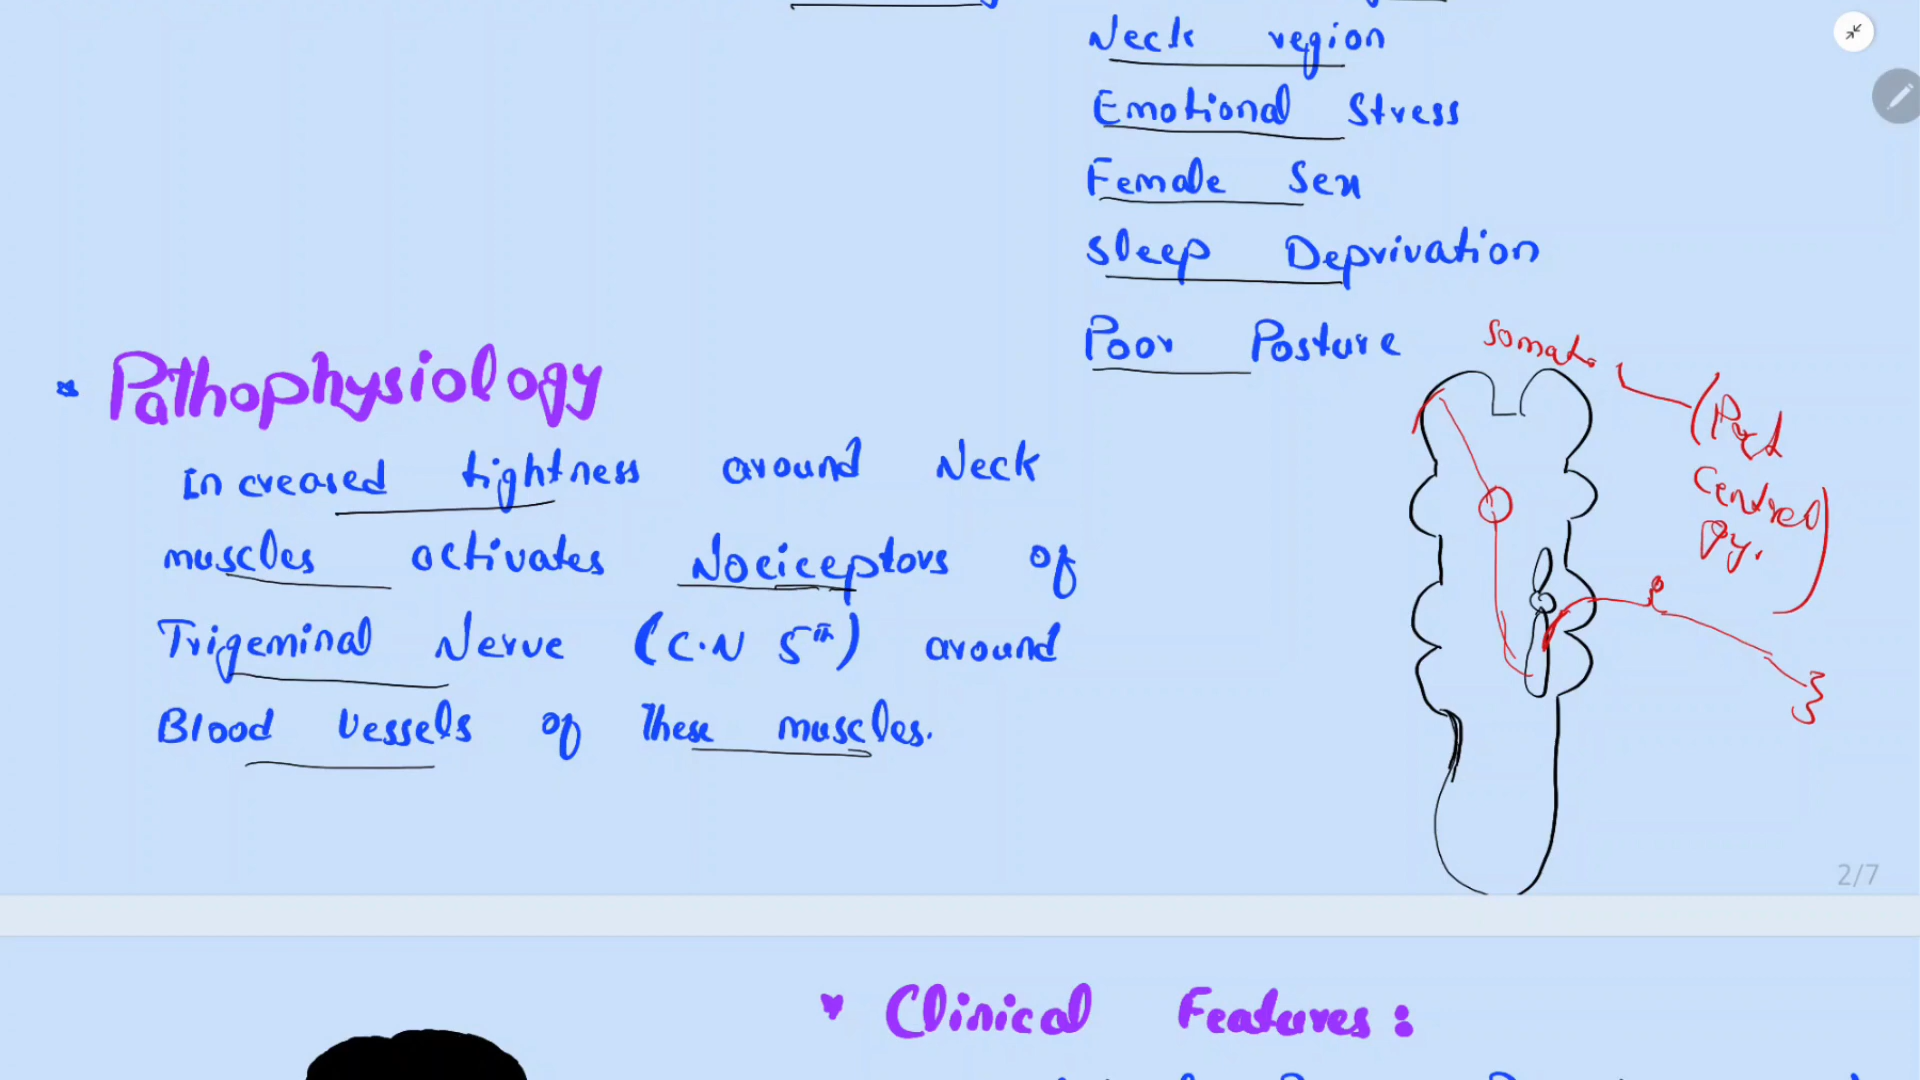 Neck region
Emotional Stress
Female Sex
Sleep Deprivation
Poor Posture
Pathophysiology
Increased tightness around Neck
muscles activates Nociceptors of
Trigeminal Nerve (C.N 5th) around
Blood Vessels of These muscles.
Somato
(Post
Central
Gy.)
2/7
Clinical Features: